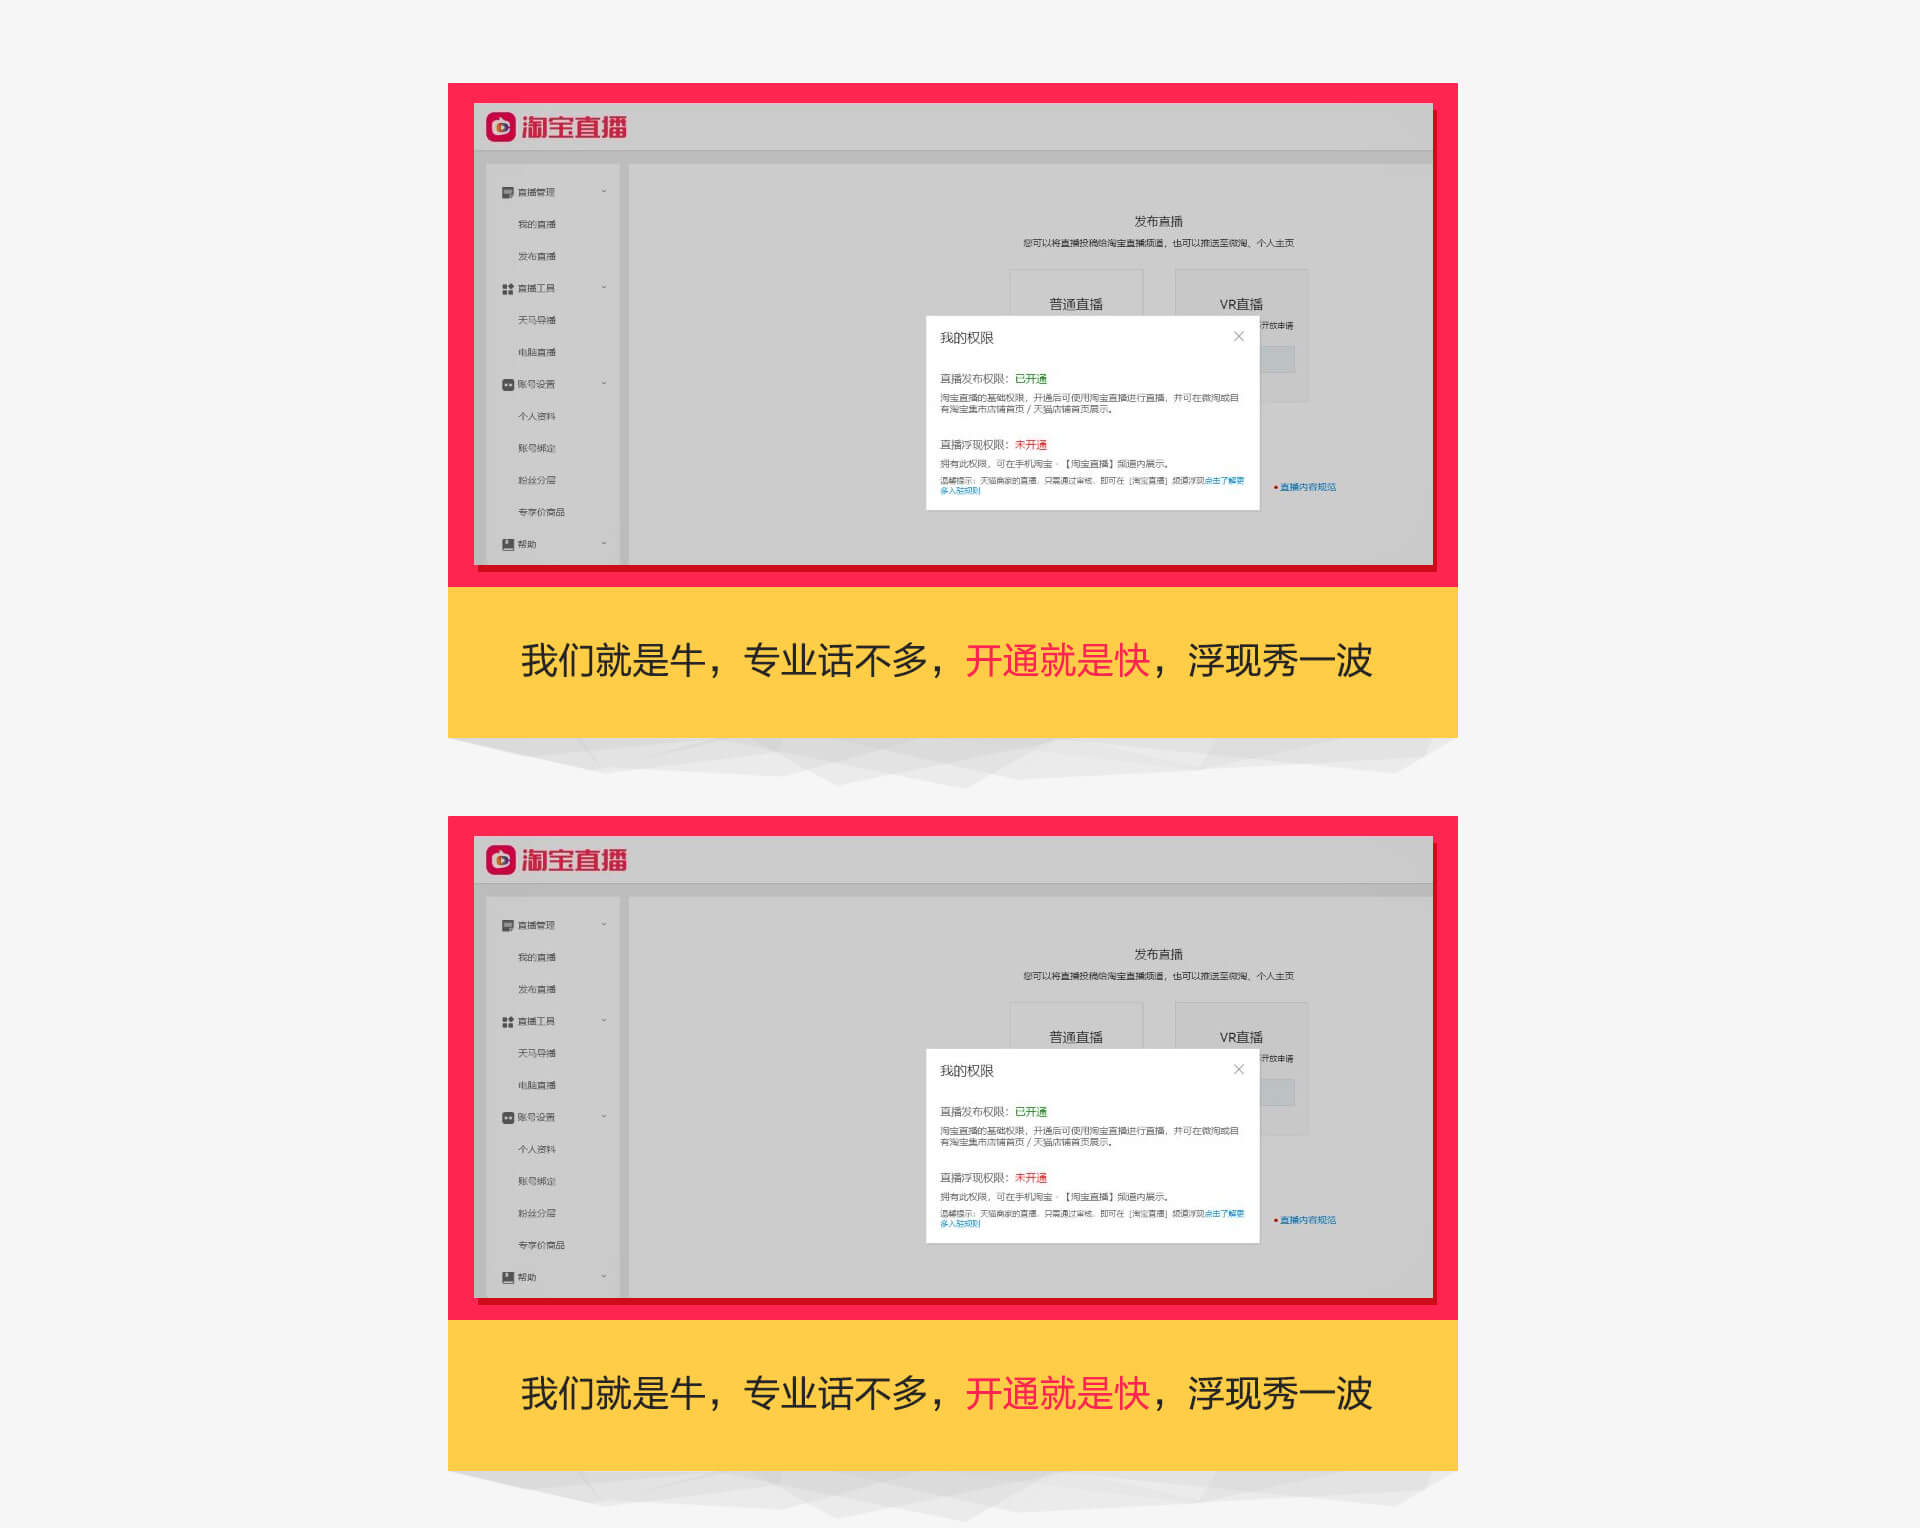 淘宝直播
直播管理
我的直播
发布直播
直播工具
天马导播
电脑直播
账号设置
个人资料
账号绑定
粉丝分层
专享价商品
帮助
发布直播
您可以将直播投稿给淘宝直播频道，也可以推送至微淘、个人主页
普通直播
VR直播
开放申请
我的权限
直播发布权限：已开通
淘宝直播的基础权限，开通后可使用淘宝直播进行直播，并可在微淘或自
有淘宝集市店铺首页 / 天猫店铺首页展示。
直播浮现权限：未开通
拥有此权限，可在手机淘宝 - 【淘宝直播】频道内展示。
温馨提示：天猫商家的直播，只需通过审核，即可在 [淘宝直播] 频道浮现点击了解更
多入驻规则
直播内容规范
我们就是牛，专业话不多，开通就是快，浮现秀一波
淘宝直播
直播管理
我的直播
发布直播
直播工具
天马导播
电脑直播
账号设置
个人资料
账号绑定
粉丝分层
专享价商品
帮助
发布直播
您可以将直播投稿给淘宝直播频道，也可以推送至微淘、个人主页
普通直播
VR直播
开放申请
我的权限
直播发布权限：已开通
淘宝直播的基础权限，开通后可使用淘宝直播进行直播，并可在微淘或自
有淘宝集市店铺首页 / 天猫店铺首页展示。
直播浮现权限：未开通
拥有此权限，可在手机淘宝 - 【淘宝直播】频道内展示。
温馨提示：天猫商家的直播，只需通过审核，即可在 [淘宝直播] 频道浮现点击了解更
多入驻规则
直播内容规范
我们就是牛，专业话不多，开通就是快，浮现秀一波